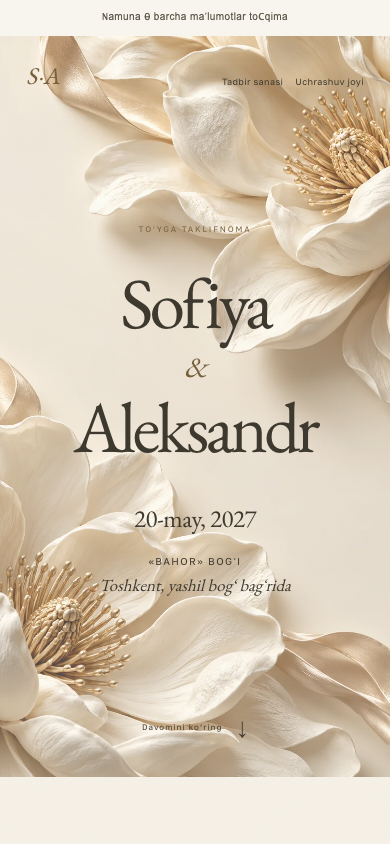 Namuna Ө barcha ma'lumotlar toCqima
S·A
Tadbir sanasi Uchrashuv joyi
TO'YGA TAKLIFNOMA
Sofiya
&
Aleksandr
20-may, 2027
«BAHOR» BOG'I
Toshkent, yashil bog‘ bag‘rida
Davomini ko'ring ↓